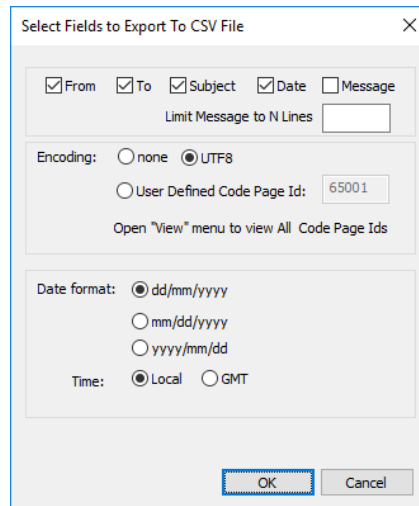 Select Fields to Export To CSV File
From To Subject Date Message
Limit Message to N Lines
Encoding: none UTF8
User Defined Code Page Id: 65001
Open "View" menu to view All Code Page Ids
Date format: dd/mm/yyyy
mm/dd/yyyy
yyyy/mm/dd
Time: Local GMT
OK Cancel